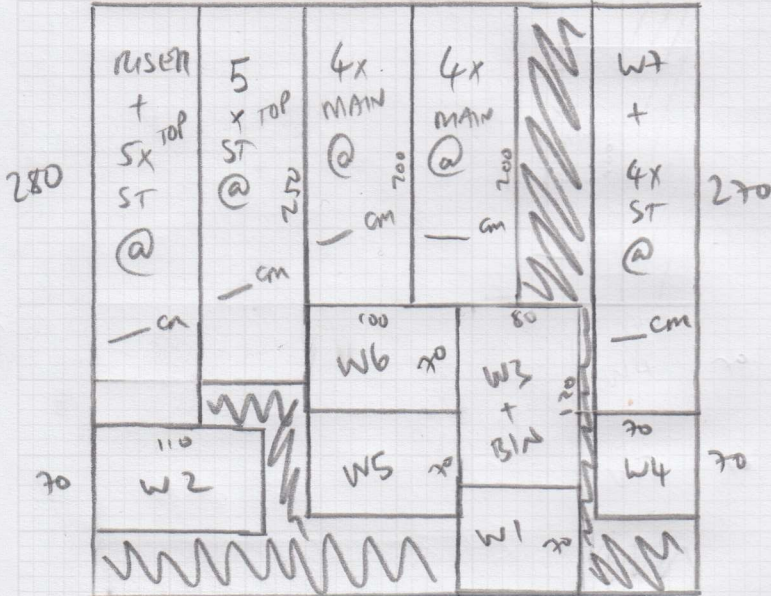 RISER
+
5x TOP
ST
@
— cm
280
5
x TOP
ST
@
250
— cm
4x
MAIN
@
200
— cm
4x
MAIN
@
200
— cm
W7
+
4x
ST
@
— cm
270
100
W6 70
80
W3
+
BIN
120
110
W2
70
W5 70
W1 70
70
W4
70